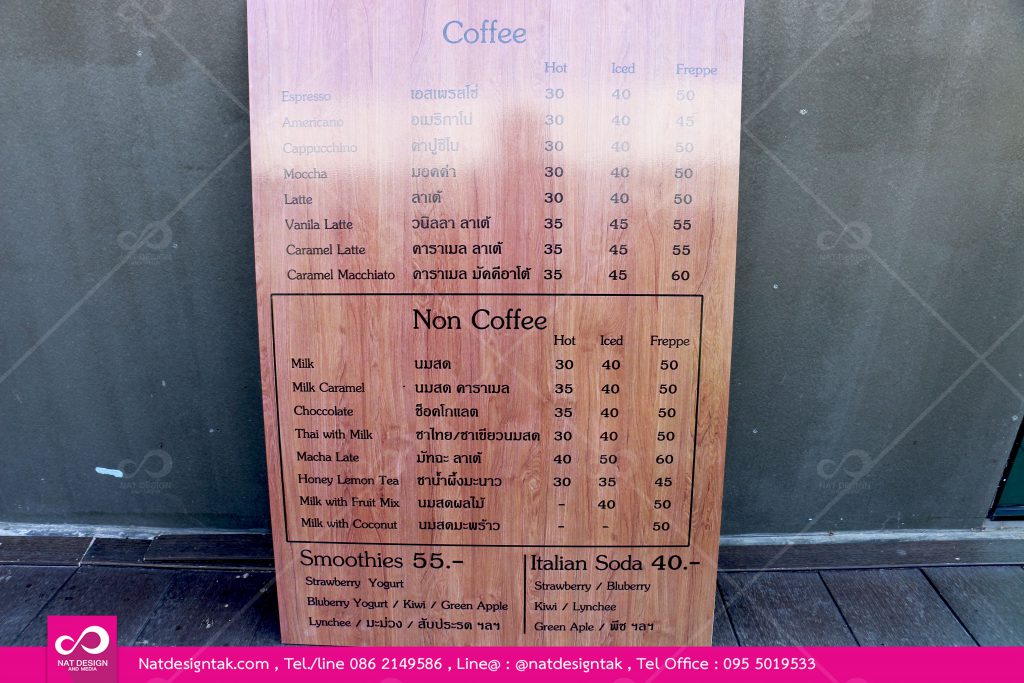 Coffee
Hot Iced Freppe
Espresso เอสเพรสโซ่ 30 40 50
Americano อเมริกาโน่ 30 40 45
Cappucchino คาปูชิโน 30 40 50
Moccha มอคค่า 30 40 50
Latte ลาเต้ 30 40 50
Vanila Latte วนิลลา ลาเต้ 35 45 55
Caramel Latte คาราเมล ลาเต้ 35 45 55
Caramel Macchiato คาราเมล มัคคีอาโต้ 35 45 60
Non Coffee
Hot Iced Freppe
Milk นมสด 30 40 50
Milk Caramel นมสด คาราเมล 35 40 50
Choccolate ช็อคโกแลต 35 40 50
Thai with Milk ชาไทย/ชาเขียวนมสด 30 40 50
Macha Late มัทฉะ ลาเต้ 40 50 60
Honey Lemon Tea ชาน้ำผึ้งมะนาว 30 35 45
Milk with Fruit Mix นมสดผลไม้ - 40 50
Milk with Coconut นมสดมะพร้าว - - 50
Smoothies 55.-
Strawberry Yogurt
Bluberry Yogurt / Kiwi / Green Apple
Lynchee / มะม่วง / สับประรด ฯลฯ
Italian Soda 40.-
Strawberry / Bluberry
Kiwi / Lynchee
Green Aple / พีช ฯลฯ
NAT DESIGN
AND MEDIA
Natdesigntak.com , Tel./line 086 2149586 , Line@ : @natdesigntak , Tel Office : 095 5019533